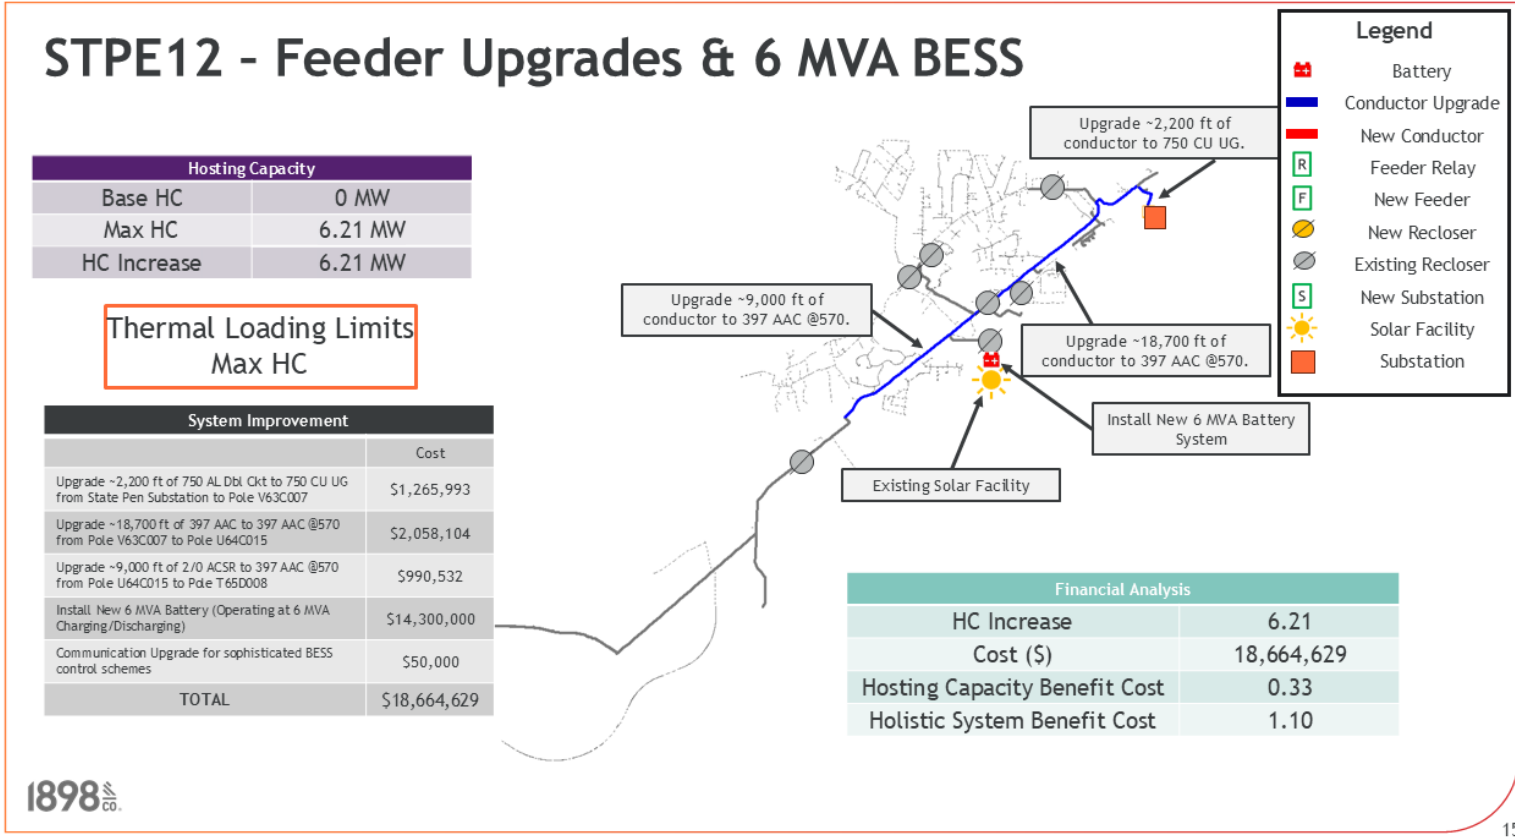 STPE12 - Feeder Upgrades & 6 MVA BESS
Legend
Battery
Conductor Upgrade
New Conductor
R Feeder Relay
F New Feeder
New Recloser
Existing Recloser
S New Substation
Solar Facility
Substation
Hosting Capacity
Base HC 0 MW
Max HC 6.21 MW
HC Increase 6.21 MW
Thermal Loading Limits
Max HC
Upgrade ~2,200 ft of
conductor to 750 CU UG.
Upgrade ~9,000 ft of
conductor to 397 AAC @570.
Upgrade ~18,700 ft of
conductor to 397 AAC @570.
Install New 6 MVA Battery
System
Existing Solar Facility
System Improvement
Cost
Upgrade ~2,200 ft of 750 AL Dbl Ckt to 750 CU UG
from State Pen Substation to Pole V63C007
$1,265,993
Upgrade ~18,700 ft of 397 AAC to 397 AAC @570
from Pole V63C007 to Pole U64C015
$2,058,104
Upgrade ~9,000 ft of 2/0 ACSR to 397 AAC @570
from Pole U64C015 to Pole T65D008
$990,532
Install New 6 MVA Battery (Operating at 6 MVA
Charging/Discharging)
$14,300,000
Communication Upgrade for sophisticated BESS
control schemes
$50,000
TOTAL $18,664,629
Financial Analysis
HC Increase 6.21
Cost ($) 18,664,629
Hosting Capacity Benefit Cost 0.33
Holistic System Benefit Cost 1.10
1898 & CO.
15